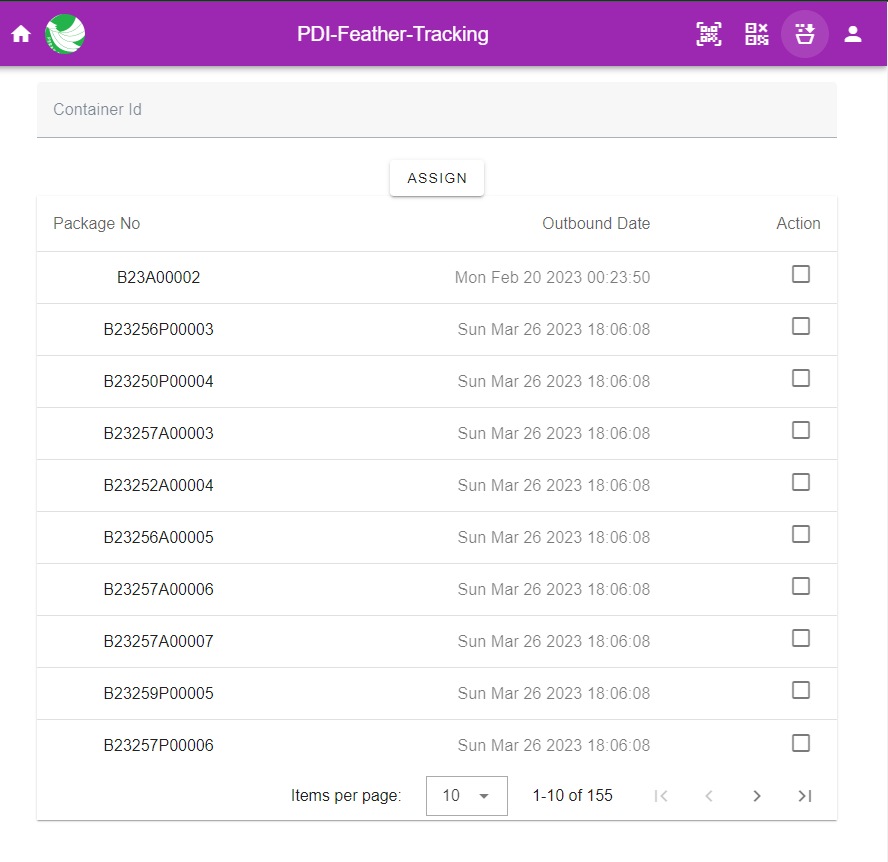 PDI-Feather-Tracking
Container Id
ASSIGN
Package No Outbound Date Action
B23A00002 Mon Feb 20 2023 00:23:50
B23256P00003 Sun Mar 26 2023 18:06:08
B23250P00004 Sun Mar 26 2023 18:06:08
B23257A00003 Sun Mar 26 2023 18:06:08
B23252A00004 Sun Mar 26 2023 18:06:08
B23256A00005 Sun Mar 26 2023 18:06:08
B23257A00006 Sun Mar 26 2023 18:06:08
B23257A00007 Sun Mar 26 2023 18:06:08
B23259P00005 Sun Mar 26 2023 18:06:08
B23257P00006 Sun Mar 26 2023 18:06:08
Items per page: 10 1-10 of 155